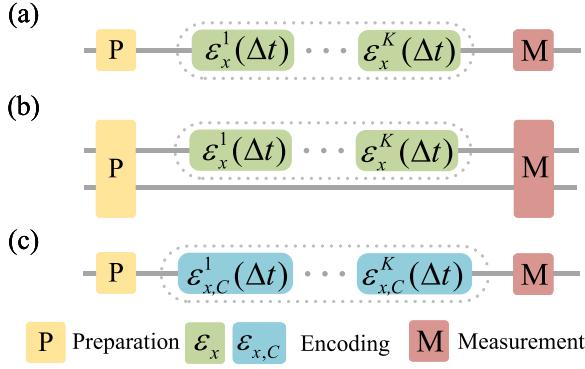 (a)
P ε_x^1(Δt) ··· ε_x^K(Δt) M
(b)
P ε_x^1(Δt) ··· ε_x^K(Δt) M
(c)
P ε_{x,C}^1(Δt) ··· ε_{x,C}^K(Δt) M
P Preparation ε_x ε_{x,C} Encoding M Measurement